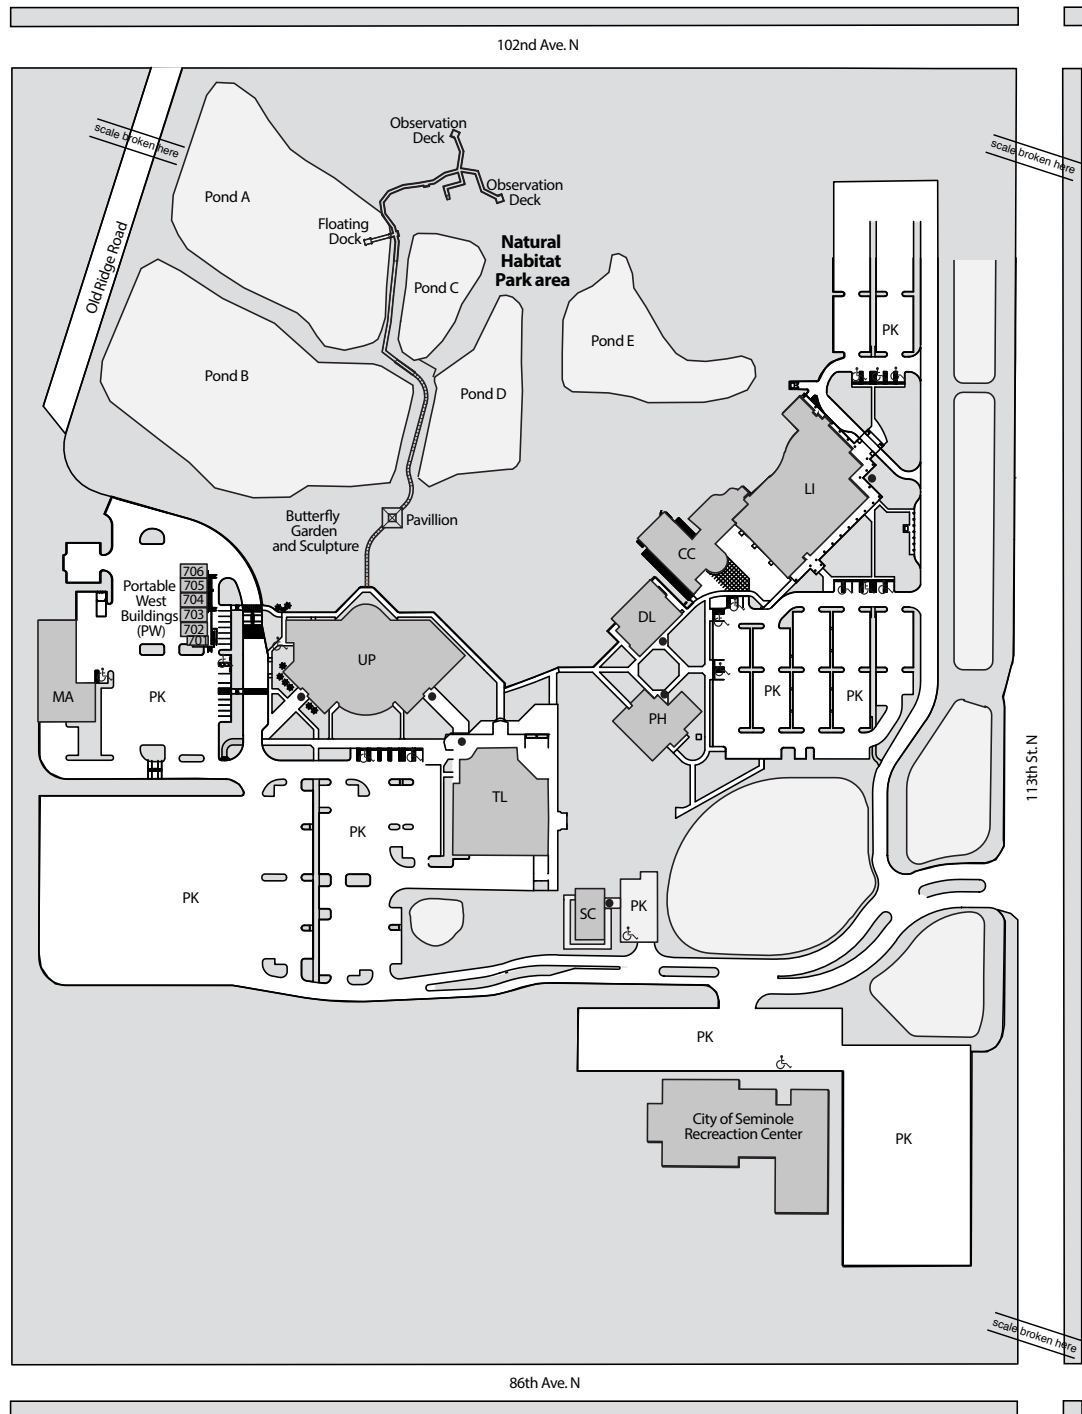 102nd Ave. N
scale broken here
scale broken here
Old Ridge Road
Observation
Deck
Observation
Deck
Pond A
Floating
Dock
Natural
Habitat
Park area
Pond C
Pond E
PK
Pond B
Pond D
LI
Butterfly
Garden
and Sculpture
Pavillion
CC
706
705
704
703
702
701
Portable
West
Buildings
(PW)
DL
UP
MA
PK
PH
PK
PK
113th St. N
TL
PK
PK
SC
PK
PK
City of Seminole
Recreaction Center
PK
scale broken here
86th Ave. N